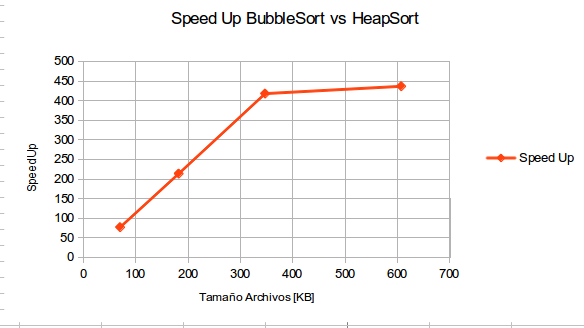 Speed Up BubbleSort vs HeapSort
500
450
400
350
300
250
200
150
100
50
0
SpeedUp
0 100 200 300 400 500 600 700
Tamaño Archivos [KB]
Speed Up